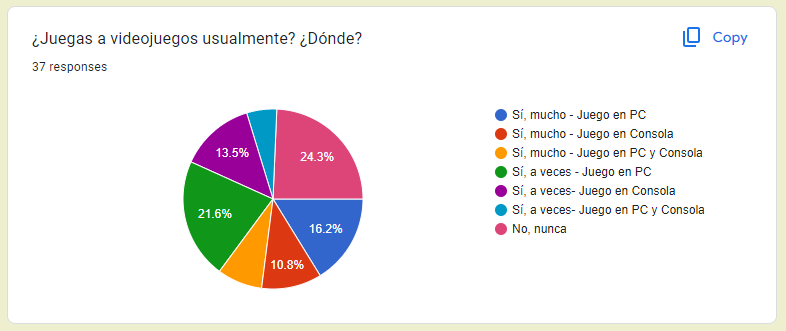 ¿Juegas a videojuegos usualmente? ¿Dónde?
Copy
37 responses
24.3%
13.5%
21.6%
16.2%
10.8%
Sí, mucho - Juego en PC
Sí, mucho - Juego en Consola
Sí, mucho - Juego en PC y Consola
Sí, a veces - Juego en PC
Sí, a veces- Juego en Consola
Sí, a veces- Juego en PC y Consola
No, nunca